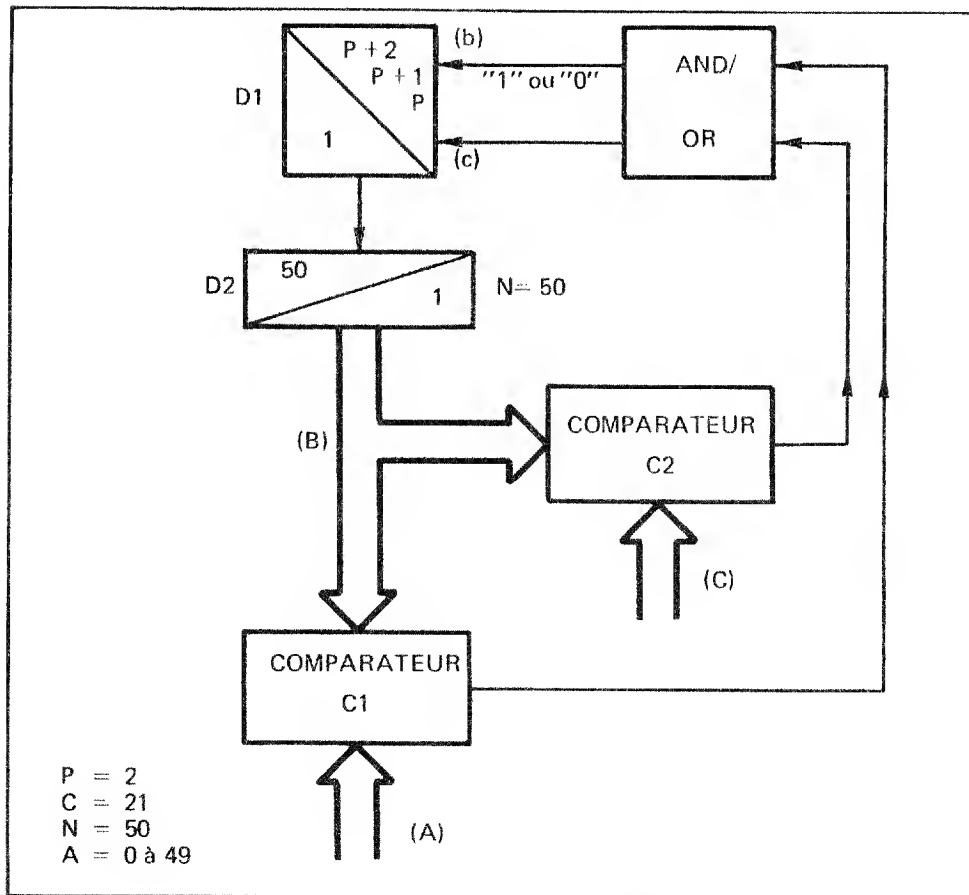 P + 2
P + 1
P
1
D1
(b)
"1" ou "0"
(c)
AND/
OR
50
1
D2
N= 50
(B)
COMPARATEUR
C2
(C)
COMPARATEUR
C1
(A)
P = 2
C = 21
N = 50
A = 0 à 49